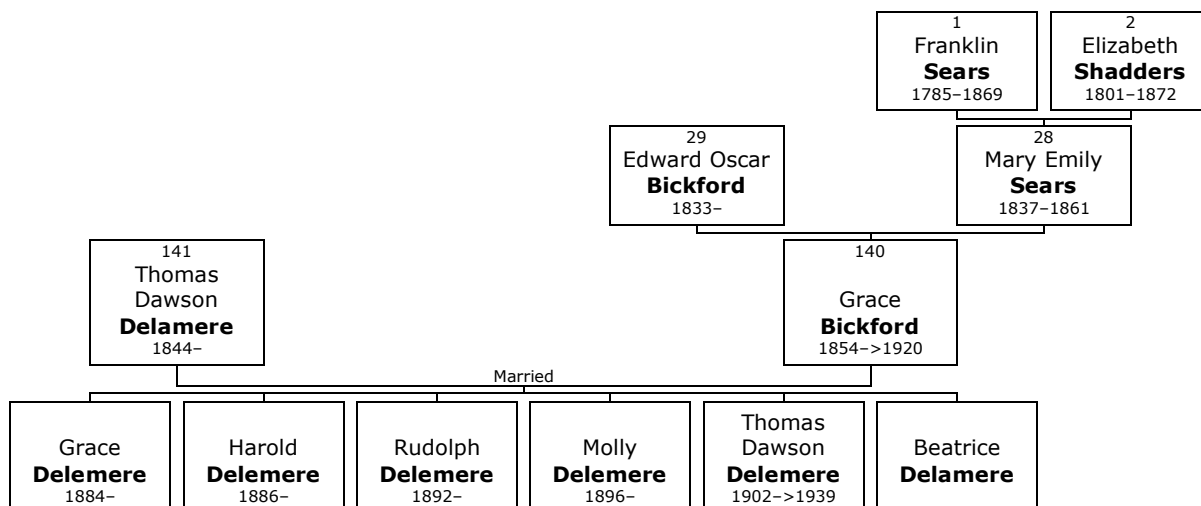 1
Franklin
Sears
1785–1869
2
Elizabeth
Shadders
1801–1872
29
Edward Oscar
Bickford
1833–
28
Mary Emily
Sears
1837–1861
141
Thomas
Dawson
Delamere
1844–
140
Grace
Bickford
1854–>1920
Married
Grace
Delemere
1884–
Harold
Delemere
1886–
Rudolph
Delemere
1892–
Molly
Delemere
1896–
Thomas
Dawson
Delemere
1902–>1939
Beatrice
Delamere